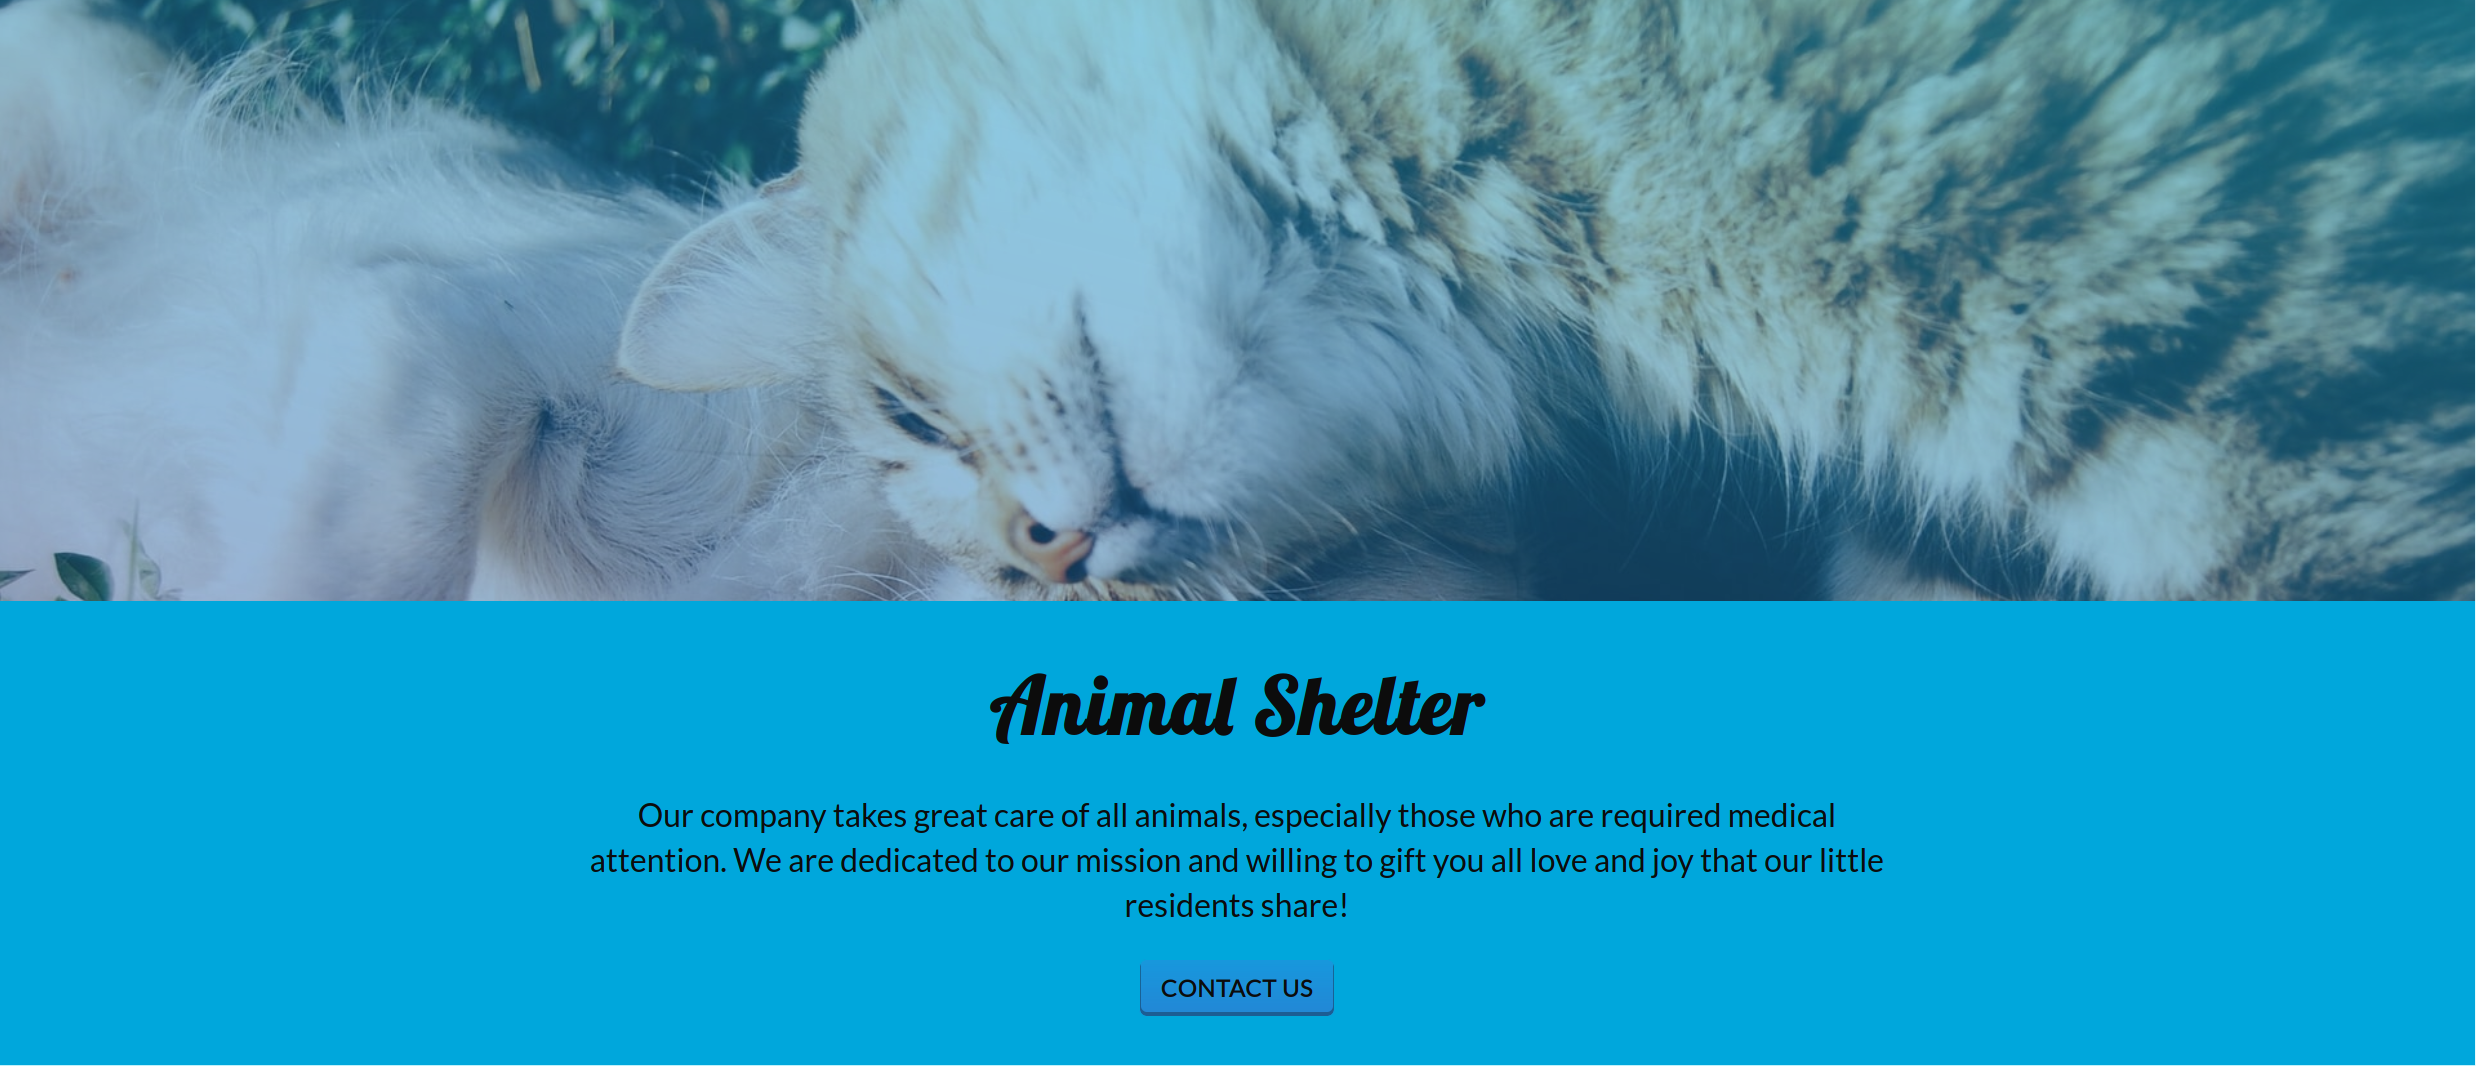 Animal Shelter
Our company takes great care of all animals, especially those who are required medical
attention. We are dedicated to our mission and willing to gift you all love and joy that our little
residents share!
CONTACT US